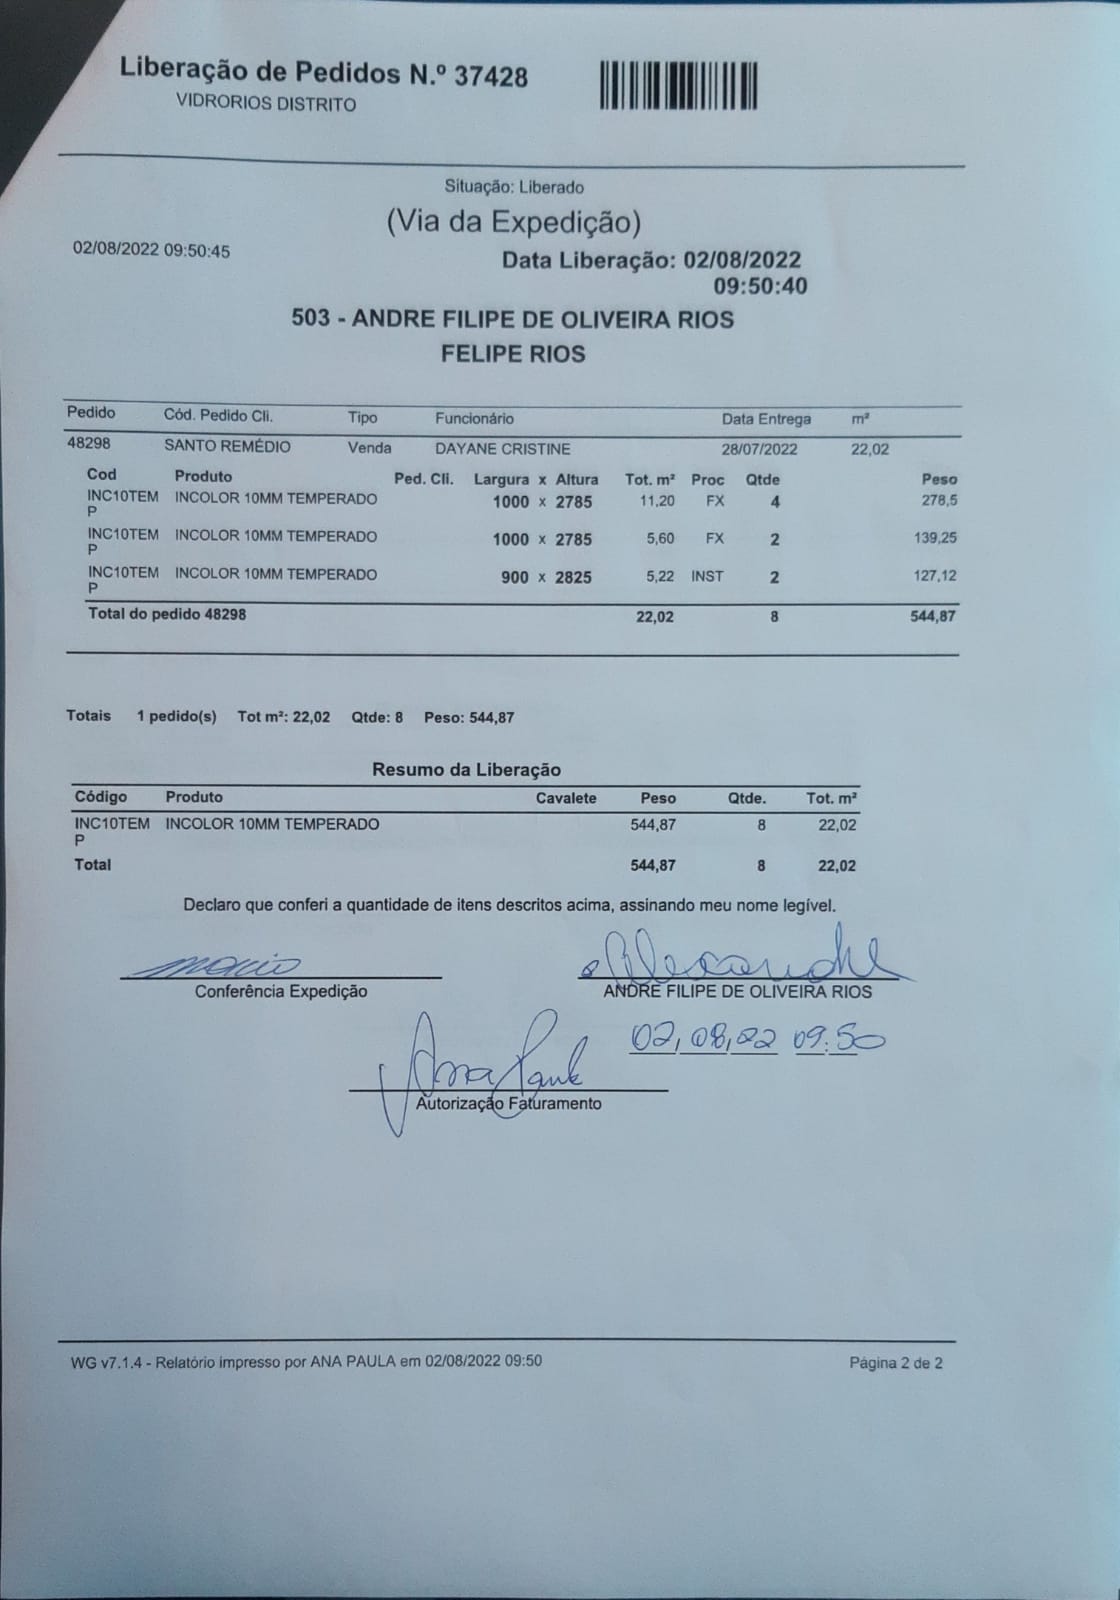 Liberação de Pedidos N.º 37428
VIDRORIOS DISTRITO
Situação: Liberado
(Via da Expedição)
02/08/2022 09:50:45
Data Liberação: 02/08/2022
09:50:40
503 - ANDRE FILIPE DE OLIVEIRA RIOS
FELIPE RIOS
Pedido Cód. Pedido Cli. Tipo Funcionário Data Entrega m²
48298 SANTO REMÉDIO Venda DAYANE CRISTINE 28/07/2022 22,02
Cod Produto Ped. Cli. Largura x Altura Tot. m² Proc Qtde Peso
INC10TEM INCOLOR 10MM TEMPERADO 1000 x 2785 11,20 FX 4 278,5
P
INC10TEM INCOLOR 10MM TEMPERADO 1000 x 2785 5,60 FX 2 139,25
P
INC10TEM INCOLOR 10MM TEMPERADO 900 x 2825 5,22 INST 2 127,12
P
Total do pedido 48298 22,02 8 544,87
Totais 1 pedido(s) Tot m²: 22,02 Qtde: 8 Peso: 544,87
Resumo da Liberação
Código Produto Cavalete Peso Qtde. Tot. m²
INC10TEM INCOLOR 10MM TEMPERADO 544,87 8 22,02
P
Total 544,87 8 22,02
Declaro que conferi a quantidade de itens descritos acima, assinando meu nome legível.
marcio Alexandre
Conferência Expedição ANDRE FILIPE DE OLIVEIRA RIOS
02,08,22 09:50
Ana Paula
Autorização Faturamento
WG v7.1.4 - Relatório impresso por ANA PAULA em 02/08/2022 09:50 Página 2 de 2